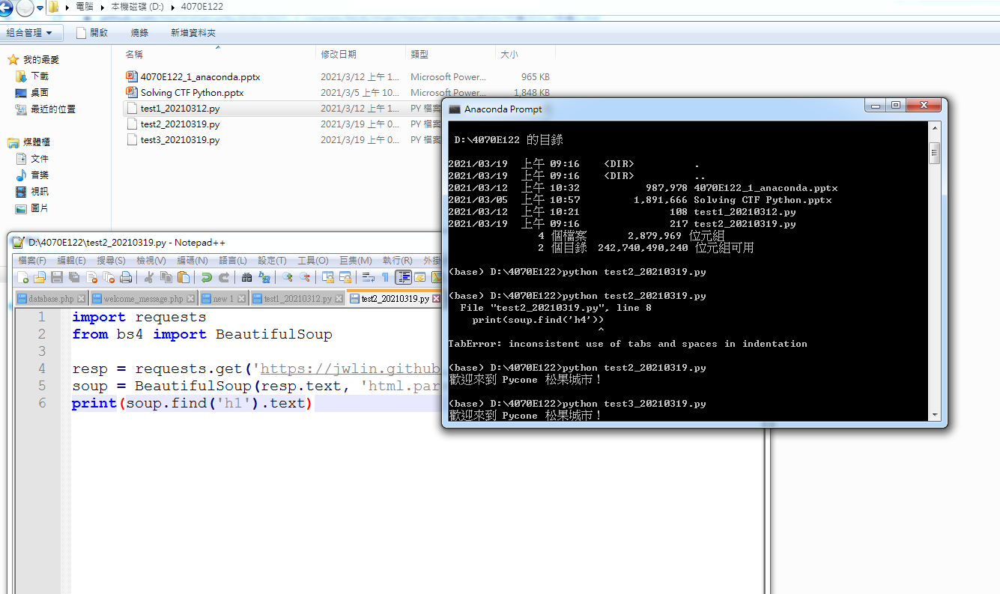 電腦 本機磁碟 (D:) 4070E122
組合管理 開啟 燒錄 新增資料夾
我的最愛
下載
桌面
最近的位置
媒體櫃
文件
音樂
視訊
圖片
名稱 修改日期 類型 大小
4070E122_1_anaconda.pptx 2021/3/12 上午 1... Microsoft Power... 965 KB
Solving CTF Python.pptx 2021/3/5 上午 10... Microsoft Power... 1,848 KB
test1_20210312.py 2021/3/12 上午 1... PY 檔案
test2_20210319.py 2021/3/19 上午 0... PY 檔案
test3_20210319.py 2021/3/19 上午 0... PY 檔案
Anaconda Prompt
D:\4070E122 的目錄
2021/03/19 上午 09:16 <DIR> .
2021/03/19 上午 09:16 <DIR> ..
2021/03/12 上午 10:32 987,978 4070E122_1_anaconda.pptx
2021/03/05 上午 10:57 1,891,666 Solving CTF Python.pptx
2021/03/12 上午 10:21 108 test1_20210312.py
2021/03/19 上午 09:16 217 test2_20210319.py
4 個檔案 2,879,969 位元組
2 個目錄 242,740,490,240 位元組可用
(base) D:\4070E122>python test2_20210319.py
(base) D:\4070E122>python test2_20210319.py
File "test2_20210319.py", line 8
print(soup.find('h4'))
^
TabError: inconsistent use of tabs and spaces in indentation
(base) D:\4070E122>python test2_20210319.py
歡迎來到 Pycone 松果城市！
(base) D:\4070E122>python test3_20210319.py
歡迎來到 Pycone 松果城市！
D:\4070E122\test2_20210319.py - Notepad++
檔案(F) 編輯(E) 搜尋(S) 檢視(V) 編碼(N) 語言(L) 設定(T) 工具(O) 巨集(M) 執行(R) 外掛
database.php welcome_message.php new 1 test1_20210312.py test2_20210319.py
1 import requests
2 from bs4 import BeautifulSoup
3
4 resp = requests.get('https://jwlin.github
5 soup = BeautifulSoup(resp.text, 'html.par
6 print(soup.find('h1').text)